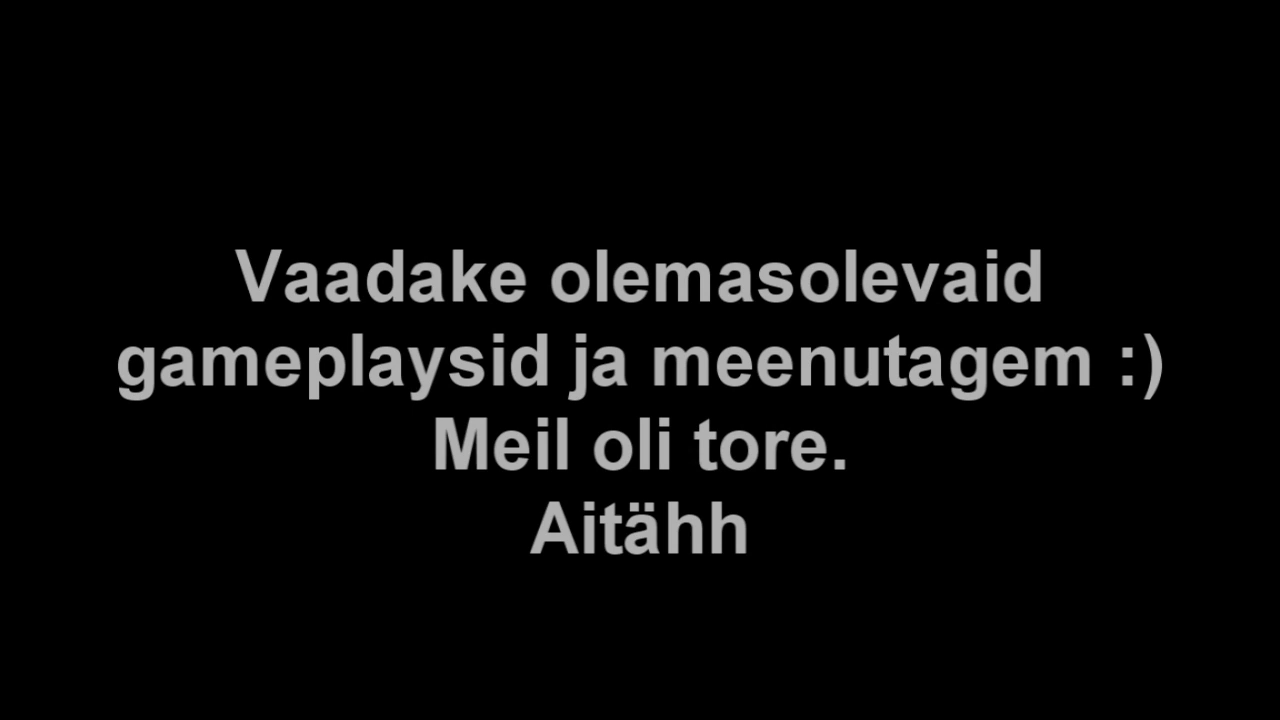 Vaadake olemasolevaid
gameplaysid ja meenutagem :)
Meil oli tore.
Aitähh